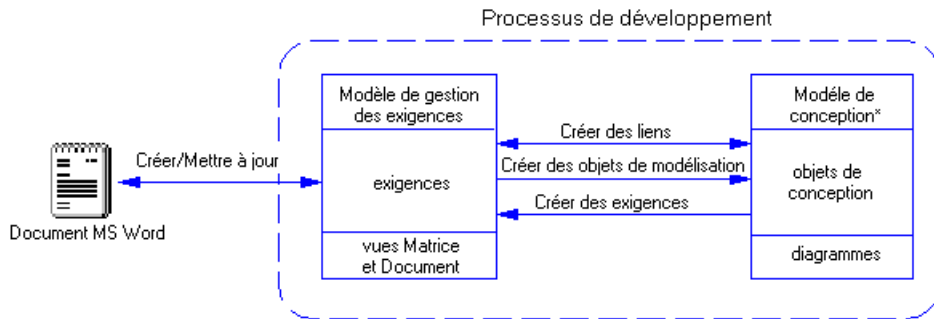 Processus de développement
Modèle de gestion
des exigences
Modéle de
conception*
Créer des liens
Créer/Mettre à jour
Créer des objets de modélisation
exigences
objets de
conception
Créer des exigences
Document MS Word
vues Matrice
et Document
diagrammes